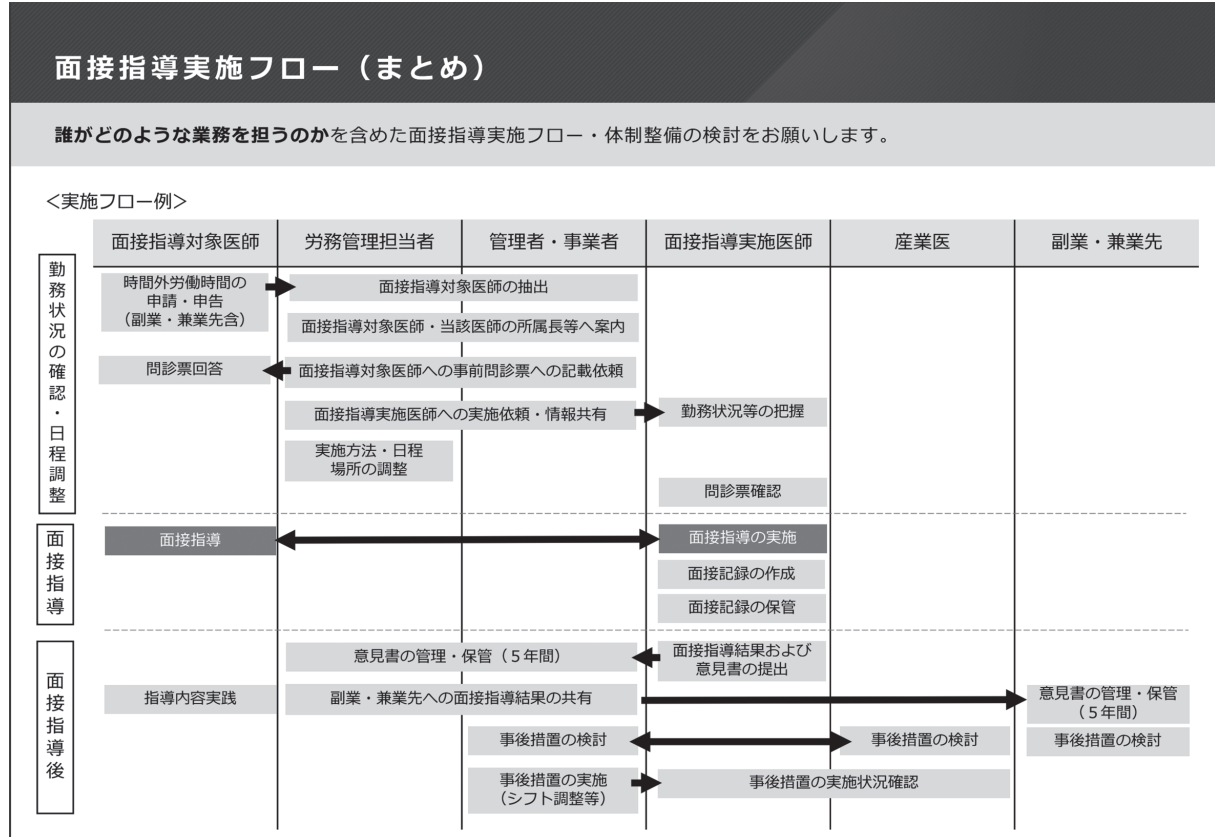 面接指導実施フロー（まとめ）
誰がどのような業務を担うのかを含めた面接指導実施フロー・体制整備の検討をお願いします。
＜実施フロー例＞
面接指導対象医師
労務管理担当者
管理者・事業者
面接指導実施医師
産業医
副業・兼業先
勤務状況の確認・日程調整
時間外労働時間の
申請・申告
（副業・兼業先含）
面接指導対象医師の抽出
面接指導対象医師・当該医師の所属長等へ案内
問診票回答
面接指導対象医師への事前問診票への記載依頼
面接指導実施医師への実施依頼・情報共有
勤務状況等の把握
実施方法・日程
場所の調整
問診票確認
面接指導
面接指導
面接指導の実施
面接記録の作成
面接記録の保管
面接指導後
意見書の管理・保管（５年間）
面接指導結果および
意見書の提出
指導内容実践
副業・兼業先への面接指導結果の共有
意見書の管理・保管
（５年間）
事後措置の検討
事後措置の検討
事後措置の検討
事後措置の実施
（シフト調整等）
事後措置の実施状況確認